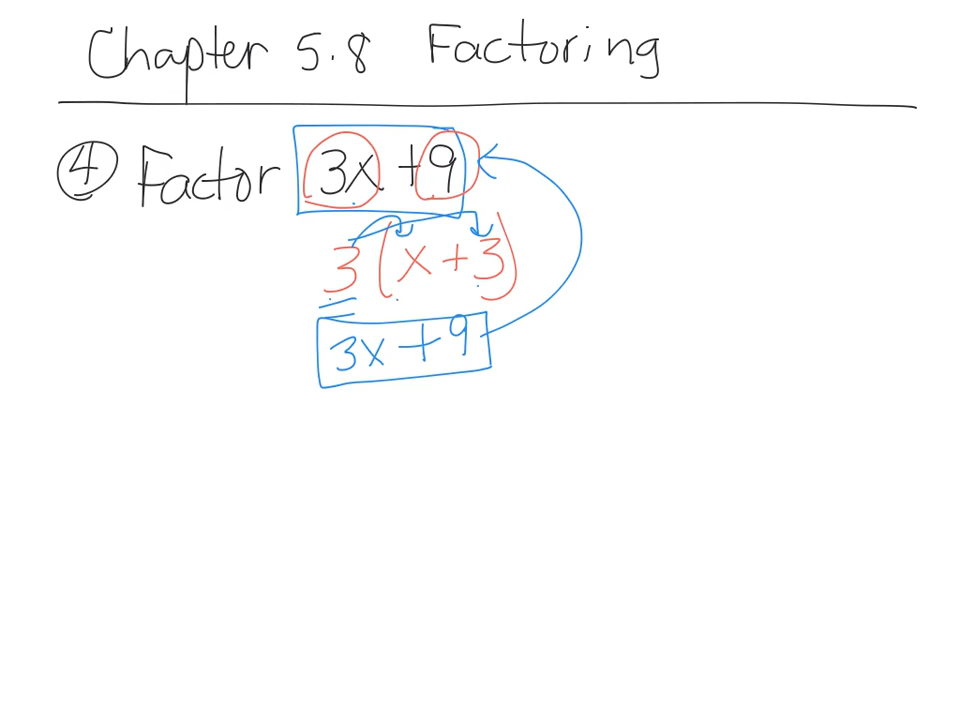 Chapter 5.8 Factoring
④ Factor 3x + 9
3(x + 3)
3x + 9